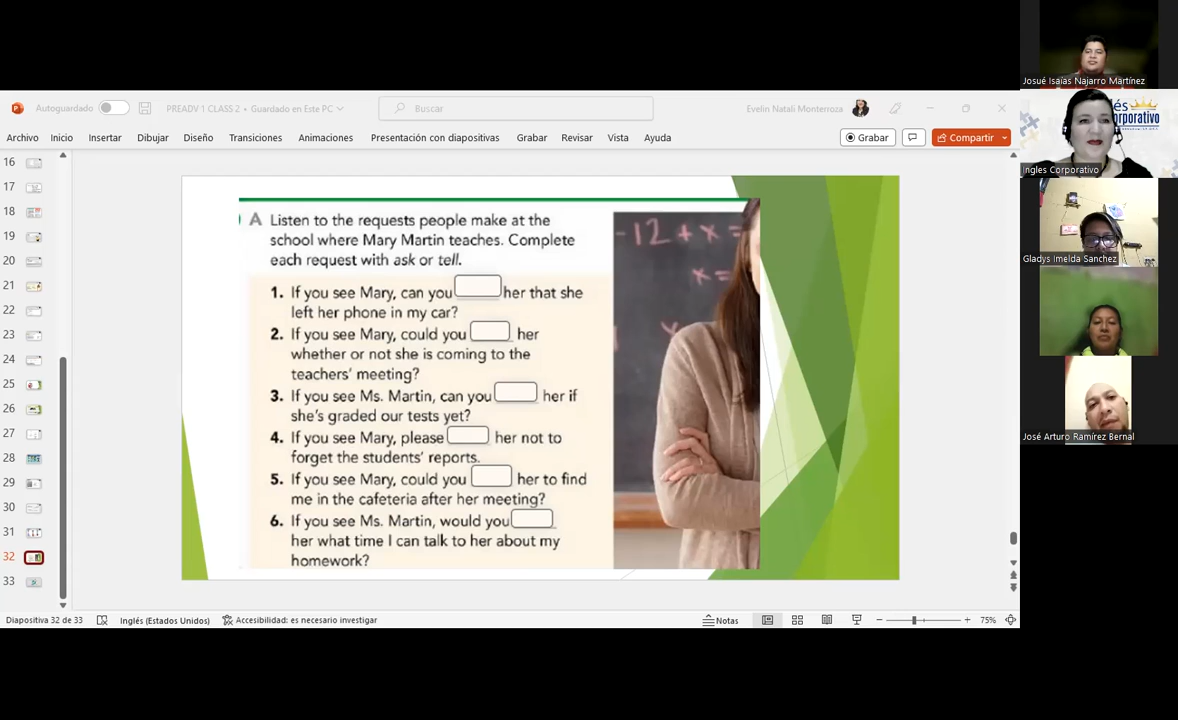 Josué Isaías Najarro Martínez
Autoguardado
PREADV 1 CLASS 2 • Guardado en Este PC
Buscar
Evelin Natali Monterroza
Archivo Inicio Insertar Dibujar Diseño Transiciones Animaciones Presentación con diapositivas Grabar Revisar Vista Ayuda
Grabar
Compartir
Ingles Corporativo
Gladys Imelda Sanchez
José Arturo Ramírez Bernal
16
17
18
19
20
21
22
23
24
25
26
27
28
29
30
31
32
33
A Listen to the requests people make at the
school where Mary Martin teaches. Complete
each request with ask or tell.
1. If you see Mary, can you her that she
left her phone in my car?
2. If you see Mary, could you her
whether or not she is coming to the
teachers' meeting?
3. If you see Ms. Martin, can you her if
she's graded our tests yet?
4. If you see Mary, please her not to
forget the students' reports.
5. If you see Mary, could you her to find
me in the cafeteria after her meeting?
6. If you see Ms. Martin, would you
her what time I can talk to her about my
homework?
-12+x=
x=
Diapositiva 32 de 33
Inglés (Estados Unidos)
Accesibilidad: es necesario investigar
Notas
75%